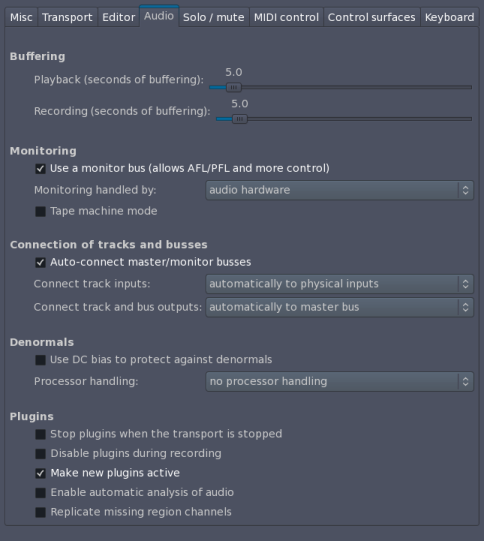 Misc Transport Editor Audio Solo / mute MIDI control Control surfaces Keyboard
Buffering
5.0
Playback (seconds of buffering):
5.0
Recording (seconds of buffering):
Monitoring
Use a monitor bus (allows AFL/PFL and more control)
Monitoring handled by: audio hardware
Tape machine mode
Connection of tracks and busses
Auto-connect master/monitor busses
Connect track inputs: automatically to physical inputs
Connect track and bus outputs: automatically to master bus
Denormals
Use DC bias to protect against denormals
Processor handling: no processor handling
Plugins
Stop plugins when the transport is stopped
Disable plugins during recording
Make new plugins active
Enable automatic analysis of audio
Replicate missing region channels